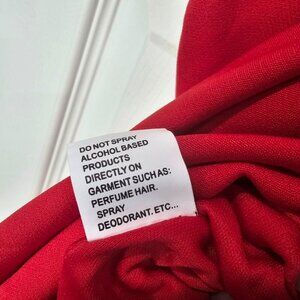 DO NOT SPRAY
ALCOHOL BASED
PRODUCTS
DIRECTLY ON
GARMENT SUCH AS:
PERFUME HAIR.
SPRAY
DEODORANT. ETC...